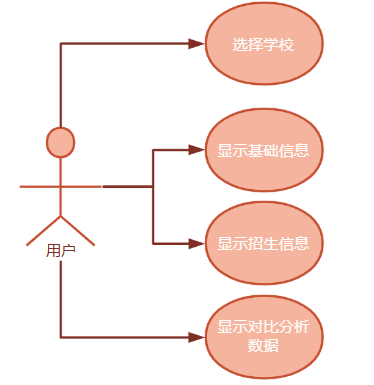 选择学校
显示基础信息
显示招生信息
用户
显示对比分析
数据